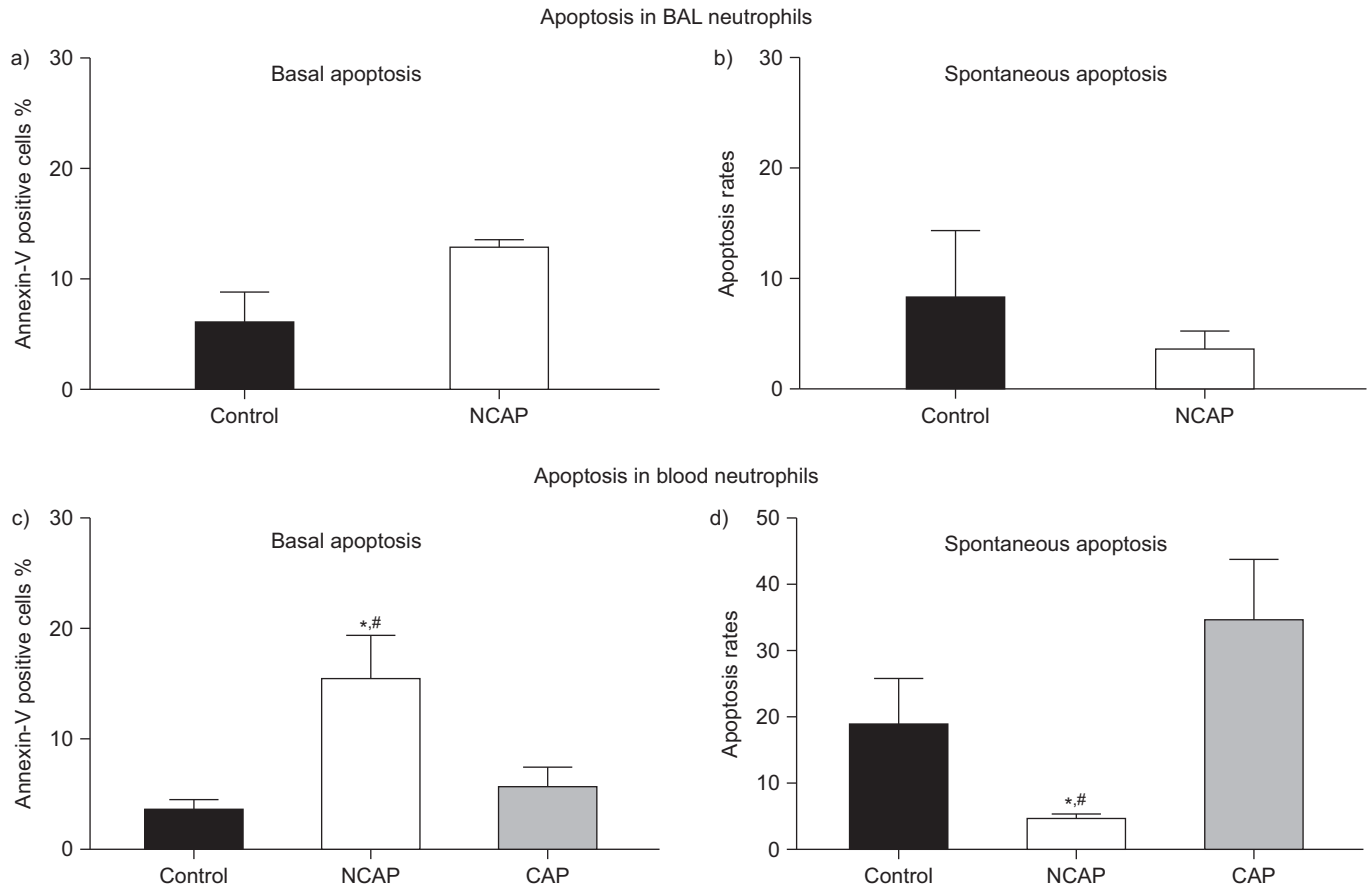 Apoptosis in BAL neutrophils
a)
Basal apoptosis
Annexin-V positive cells %
30
20
10
0
Control NCAP
b)
Spontaneous apoptosis
Apoptosis rates
30
20
10
0
Control NCAP
Apoptosis in blood neutrophils
c)
Basal apoptosis
Annexin-V positive cells %
30
20
10
0
*,#
Control NCAP CAP
d)
Spontaneous apoptosis
Apoptosis rates
50
40
30
20
10
0
*,#
Control NCAP CAP